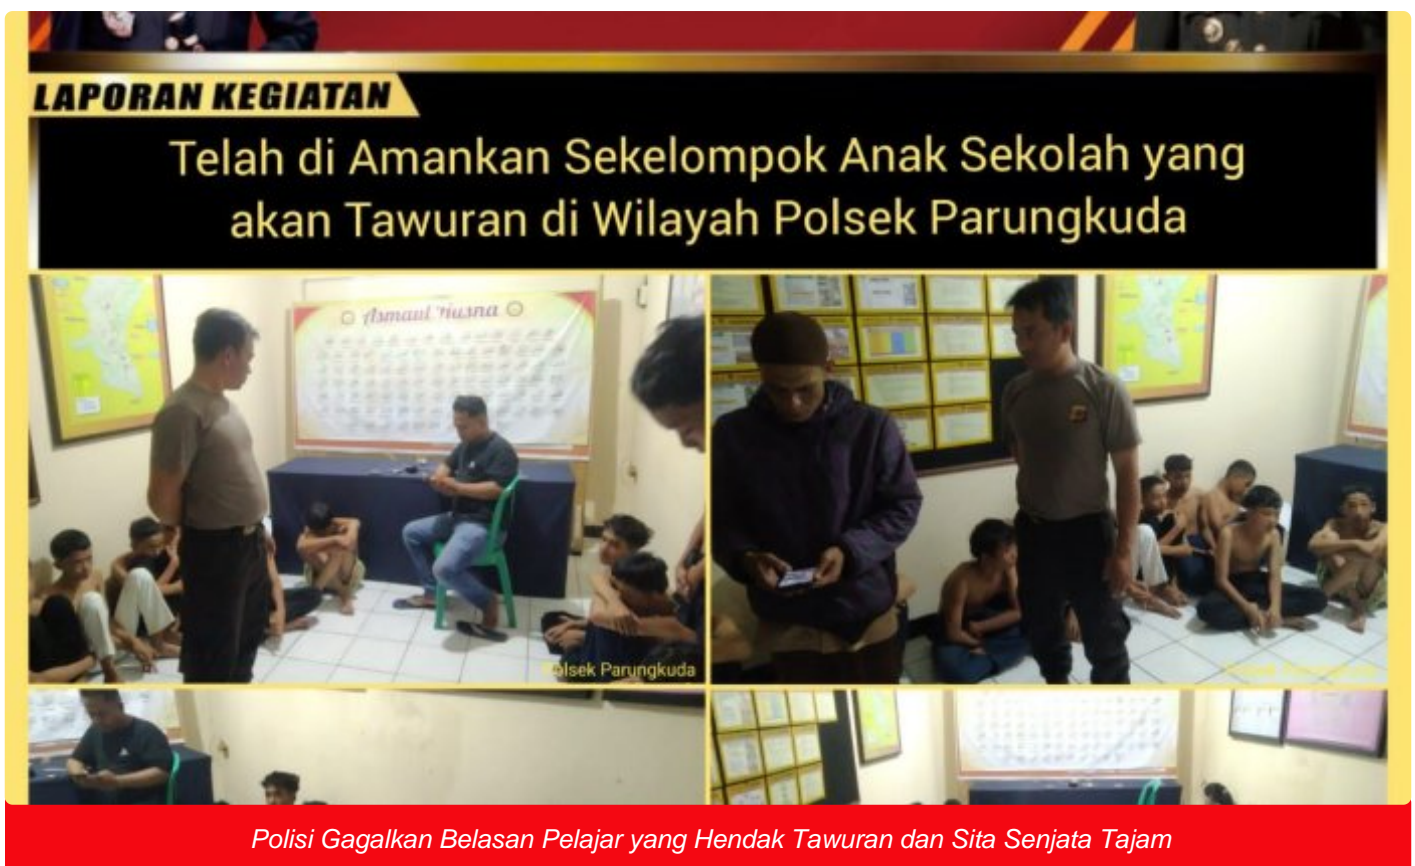 LAPORAN KEGIATAN
Telah di Amankan Sekelompok Anak Sekolah yang
akan Tawuran di Wilayah Polsek Parungkuda
Asmaul Husna
Polsek Parungkuda
Polisi Gagalkan Belasan Pelajar yang Hendak Tawuran dan Sita Senjata Tajam